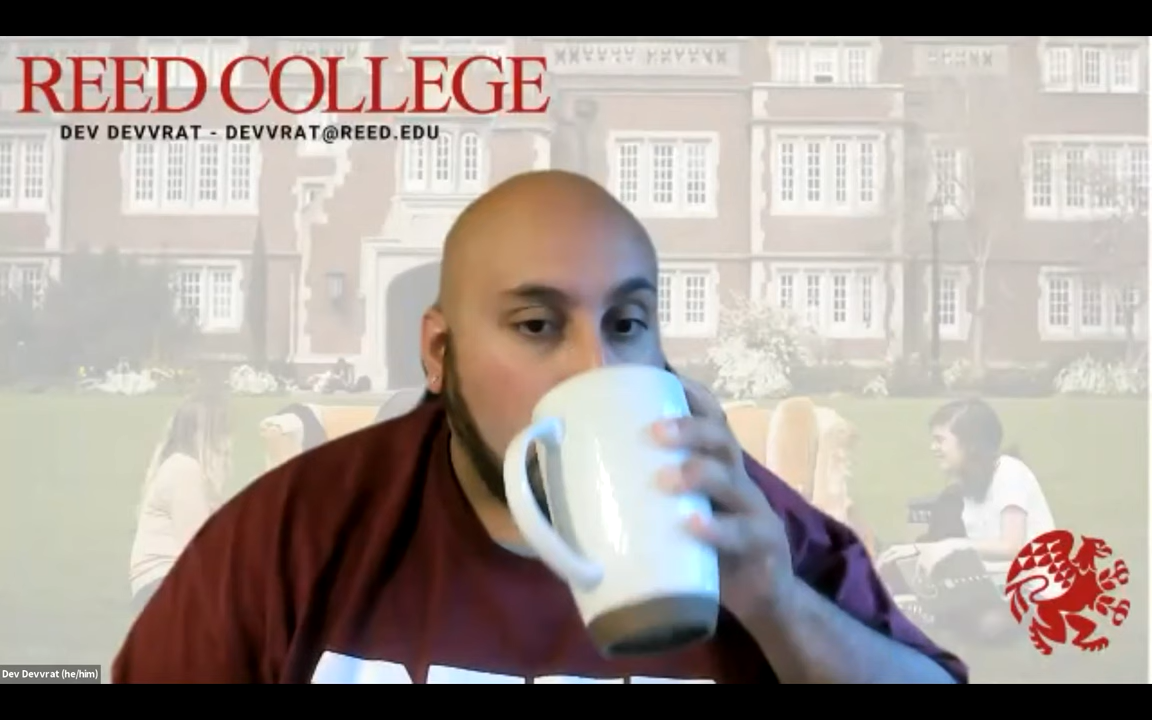 REED COLLEGE
DEV DEVVRAT - DEVVRAT@REED.EDU
Dev Devvrat (he/him)